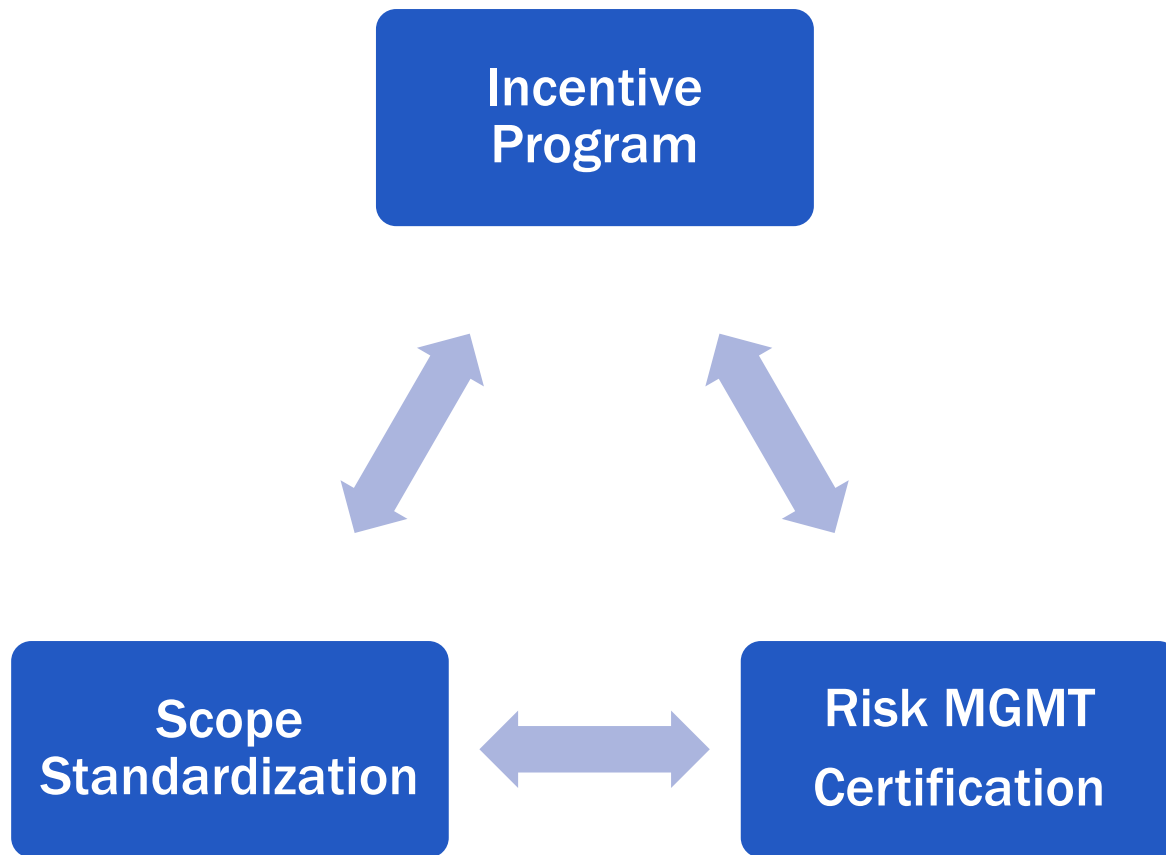 Incentive
Program
Scope
Standardization
Risk MGMT
Certification